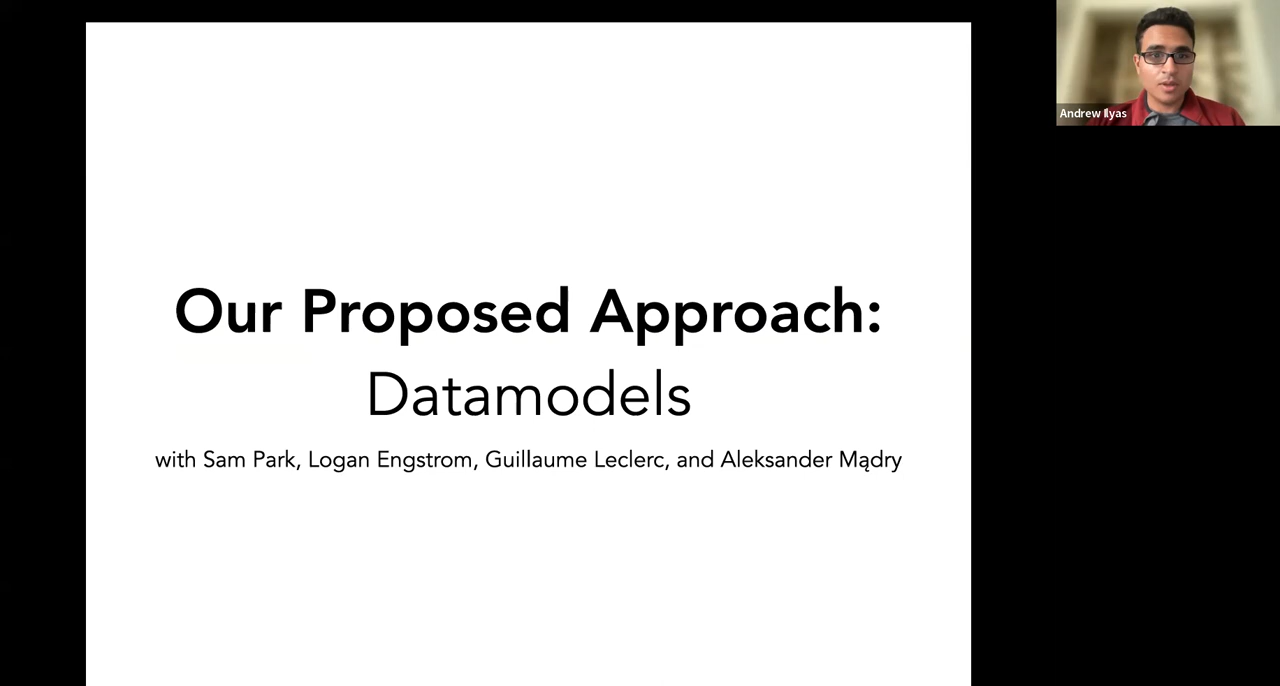 Our Proposed Approach:
Datamodels
with Sam Park, Logan Engstrom, Guillaume Leclerc, and Aleksander Mądry
Andrew Ilyas